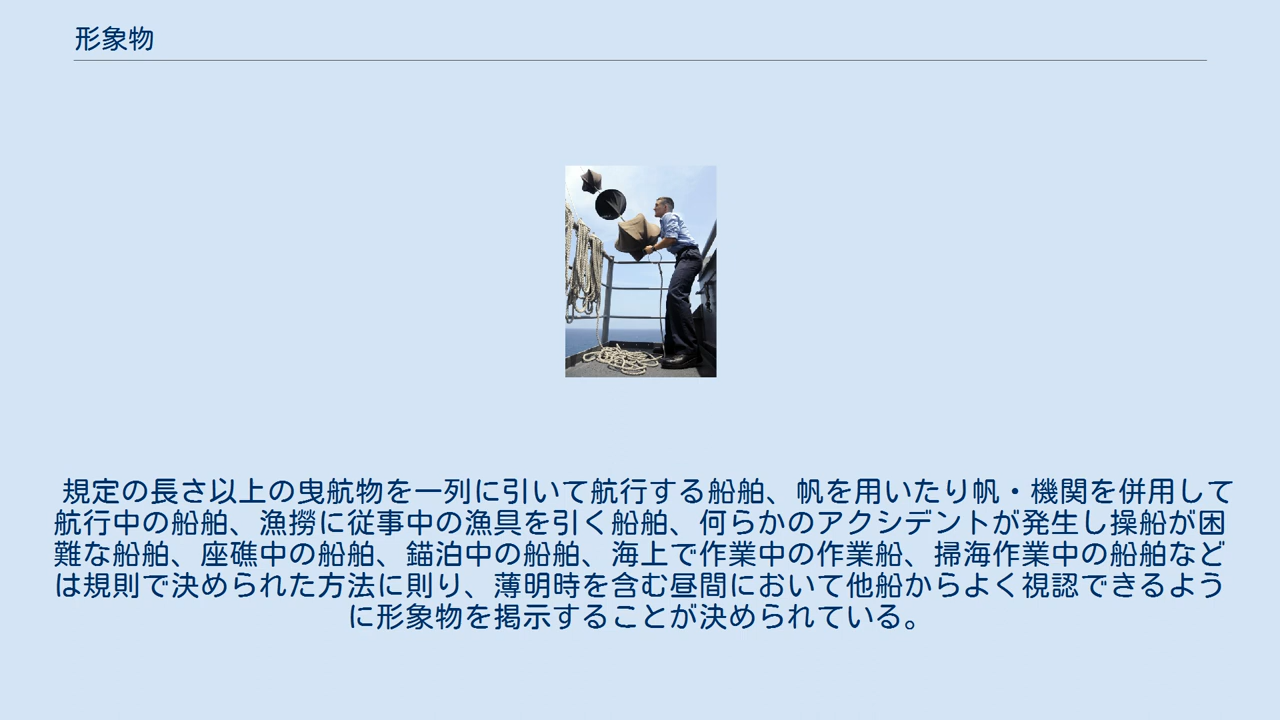 形象物
規定の長さ以上の曳航物を一列に引いて航行する船舶、帆を用いたり帆・機関を併用して
航行中の船舶、漁撈に従事中の漁具を引く船舶、何らかのアクシデントが発生し操船が困
難な船舶、座礁中の船舶、錨泊中の船舶、海上で作業中の作業船、掃海作業中の船舶など
は規則で決められた方法に則り、薄明時を含む昼間において他船からよく視認できるよう
に形象物を掲示することが決められている。